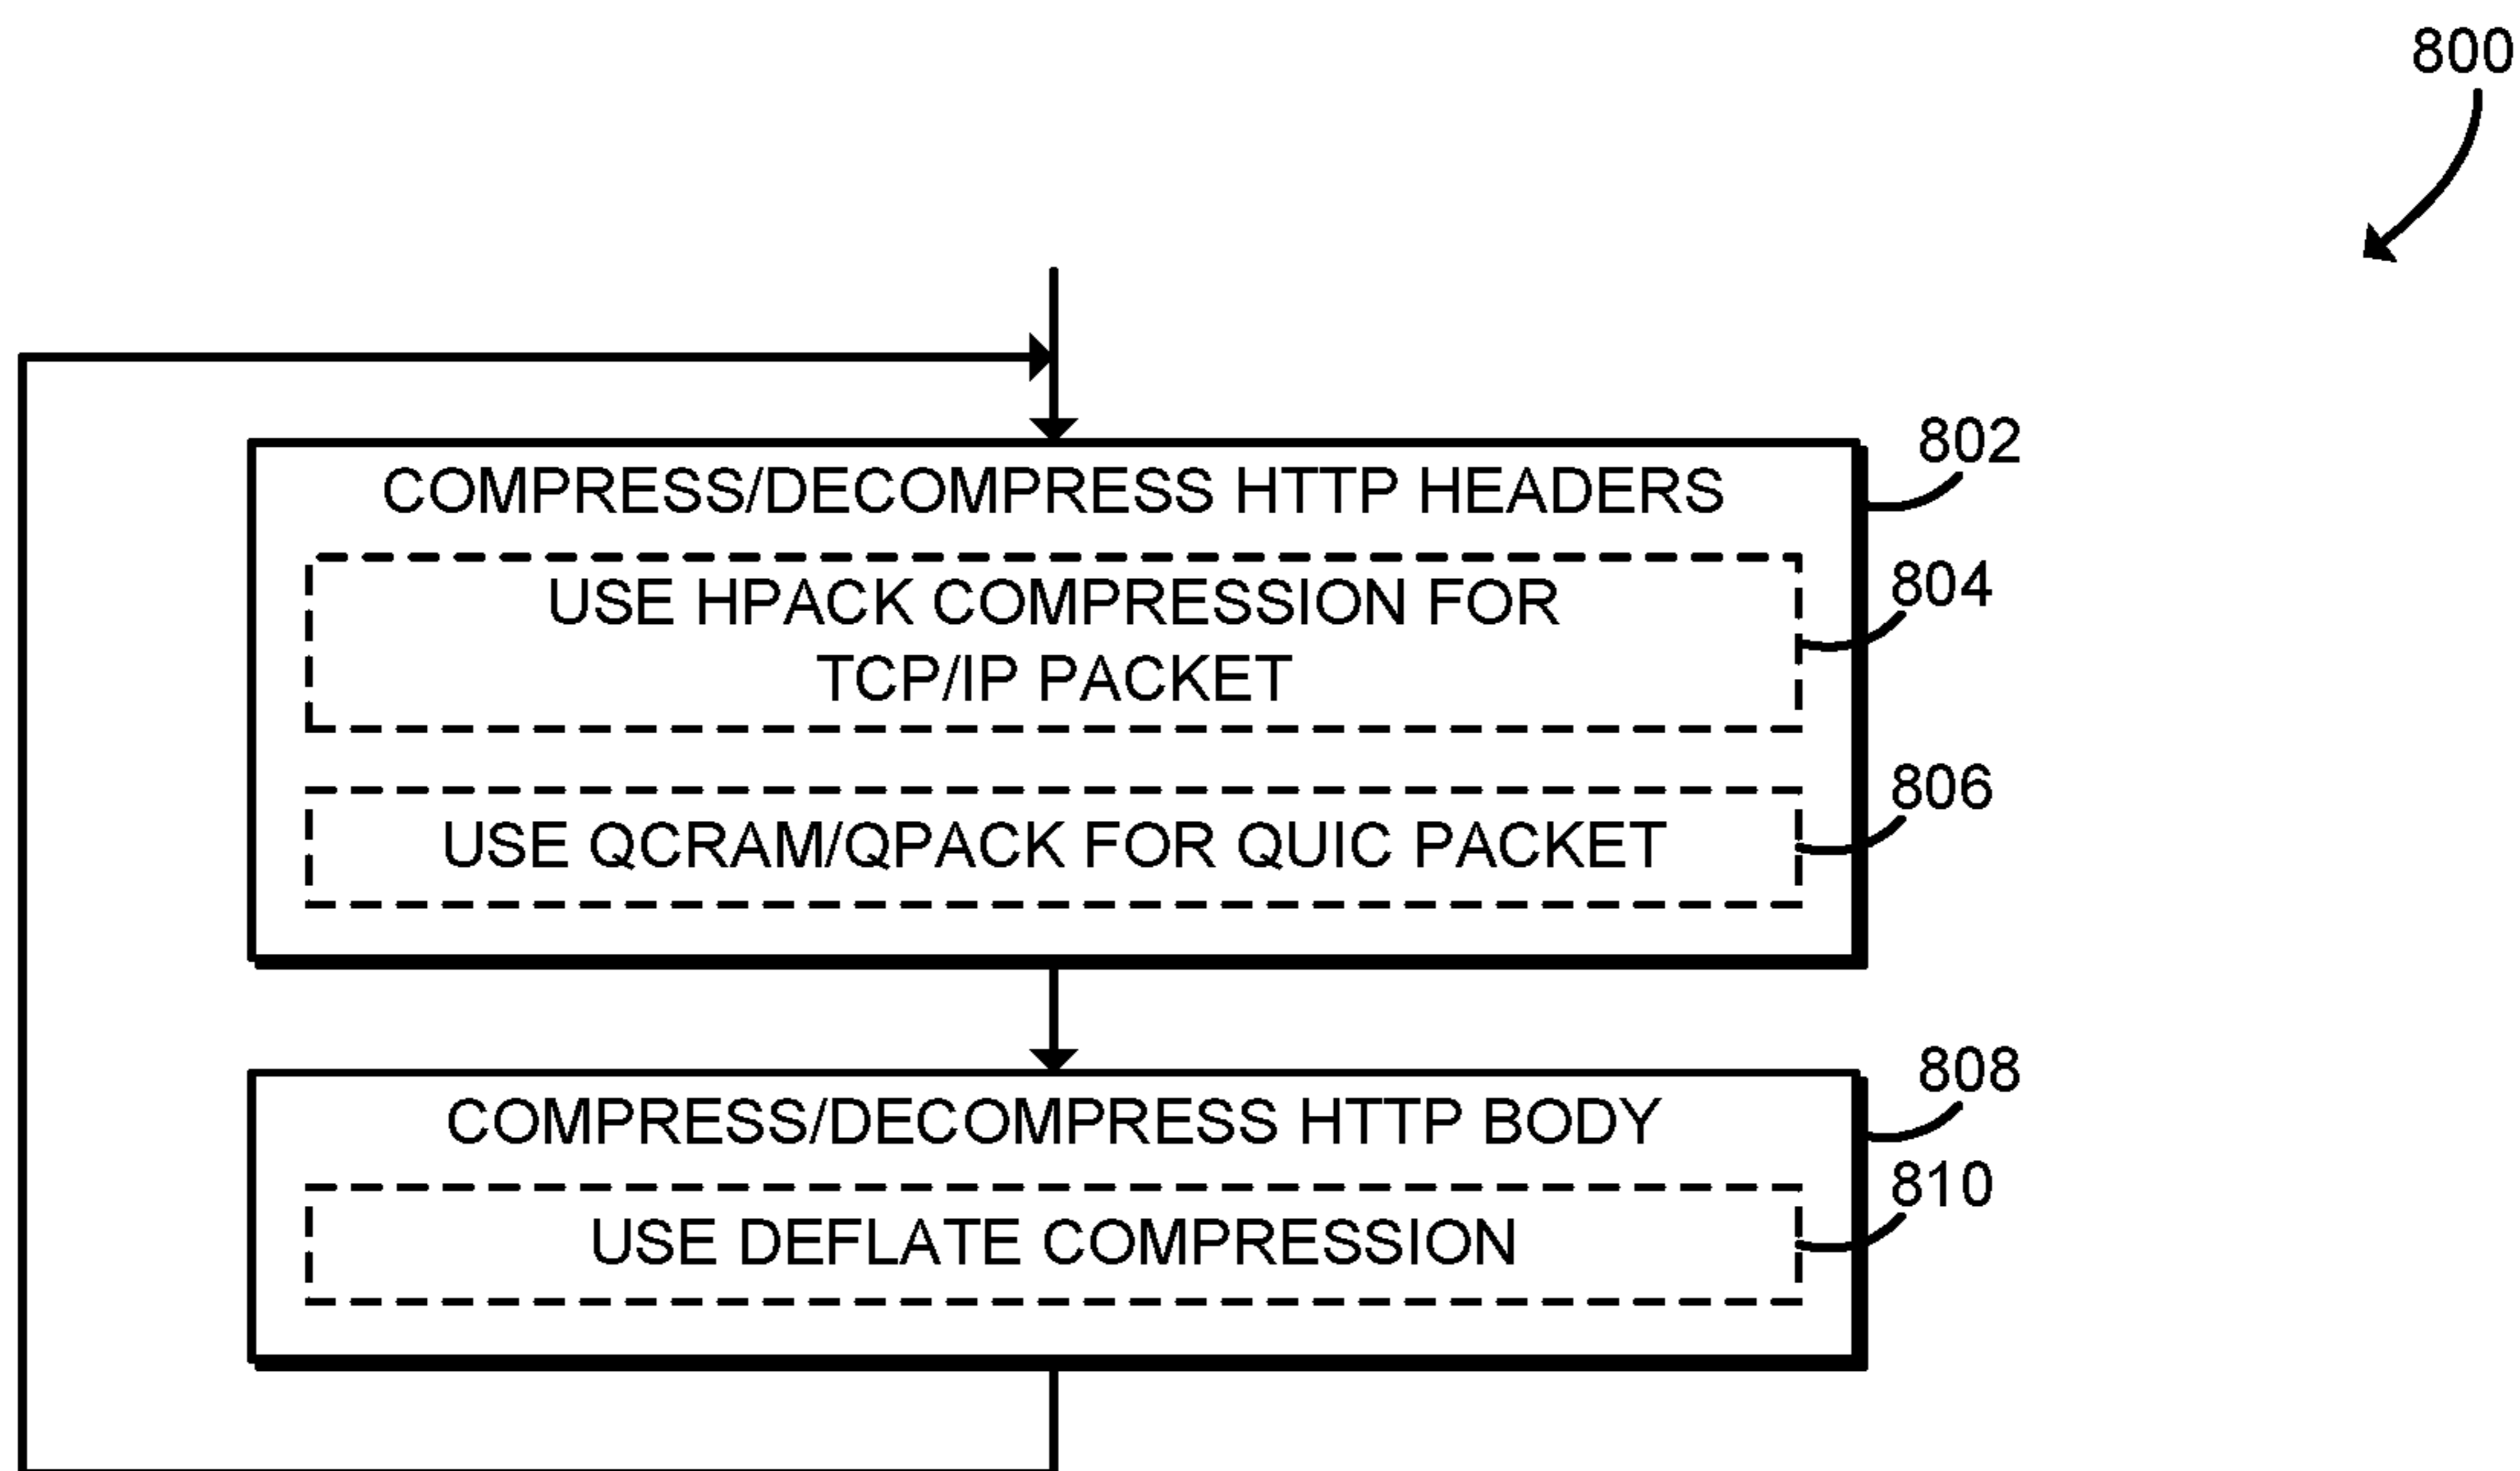 800
802
COMPRESS/DECOMPRESS HTTP HEADERS
804
USE HPACK COMPRESSION FOR
TCP/IP PACKET
806
USE QCRAM/QPACK FOR QUIC PACKET
808
COMPRESS/DECOMPRESS HTTP BODY
810
USE DEFLATE COMPRESSION